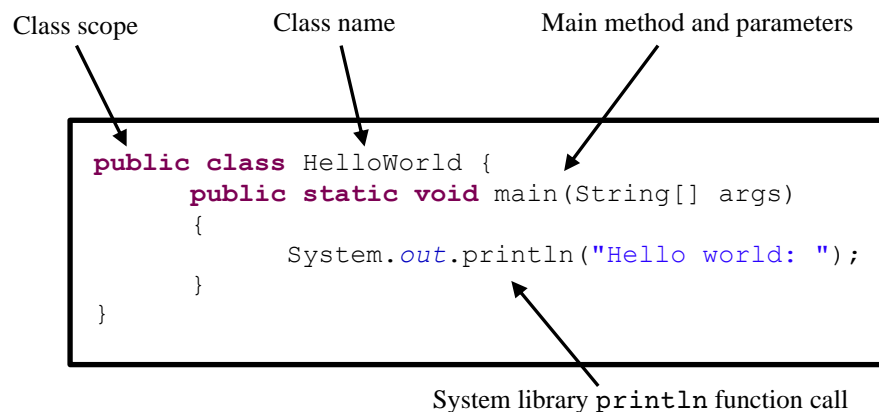 Class scope Class name Main method and parameters
public class HelloWorld {
public static void main(String[] args)
{
System.out.println("Hello world: ");
}
}
System library println function call